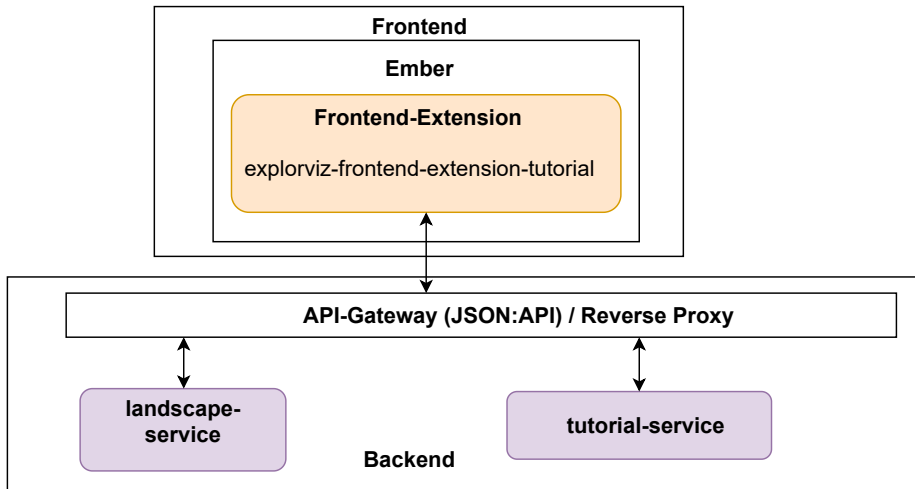 Frontend
Ember
Frontend-Extension
explorviz-frontend-extension-tutorial
API-Gateway (JSON:API) / Reverse Proxy
landscape-
service
tutorial-service
Backend